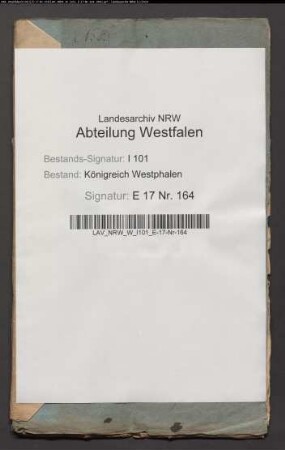 Landesarchiv NRW
Abteilung Westfalen
Bestands-Signatur: I 101
Bestand: Königreich Westphalen
Signatur: E 17 Nr. 164
LAV_NRW_W_I101_E-17-Nr-164